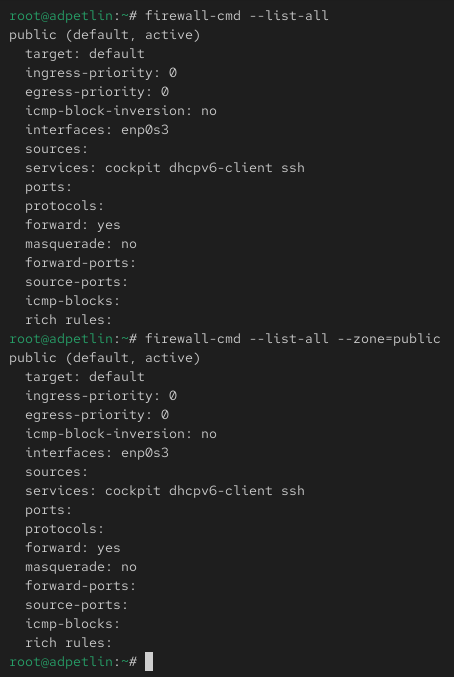 root@adpetlin:~# firewall-cmd --list-all
public (default, active)
  target: default
  ingress-priority: 0
  egress-priority: 0
  icmp-block-inversion: no
  interfaces: enp0s3
  sources:
  services: cockpit dhcpv6-client ssh
  ports:
  protocols:
  forward: yes
  masquerade: no
  forward-ports:
  source-ports:
  icmp-blocks:
  rich rules:
root@adpetlin:~# firewall-cmd --list-all --zone=public
public (default, active)
  target: default
  ingress-priority: 0
  egress-priority: 0
  icmp-block-inversion: no
  interfaces: enp0s3
  sources:
  services: cockpit dhcpv6-client ssh
  ports:
  protocols:
  forward: yes
  masquerade: no
  forward-ports:
  source-ports:
  icmp-blocks:
  rich rules:
root@adpetlin:~#